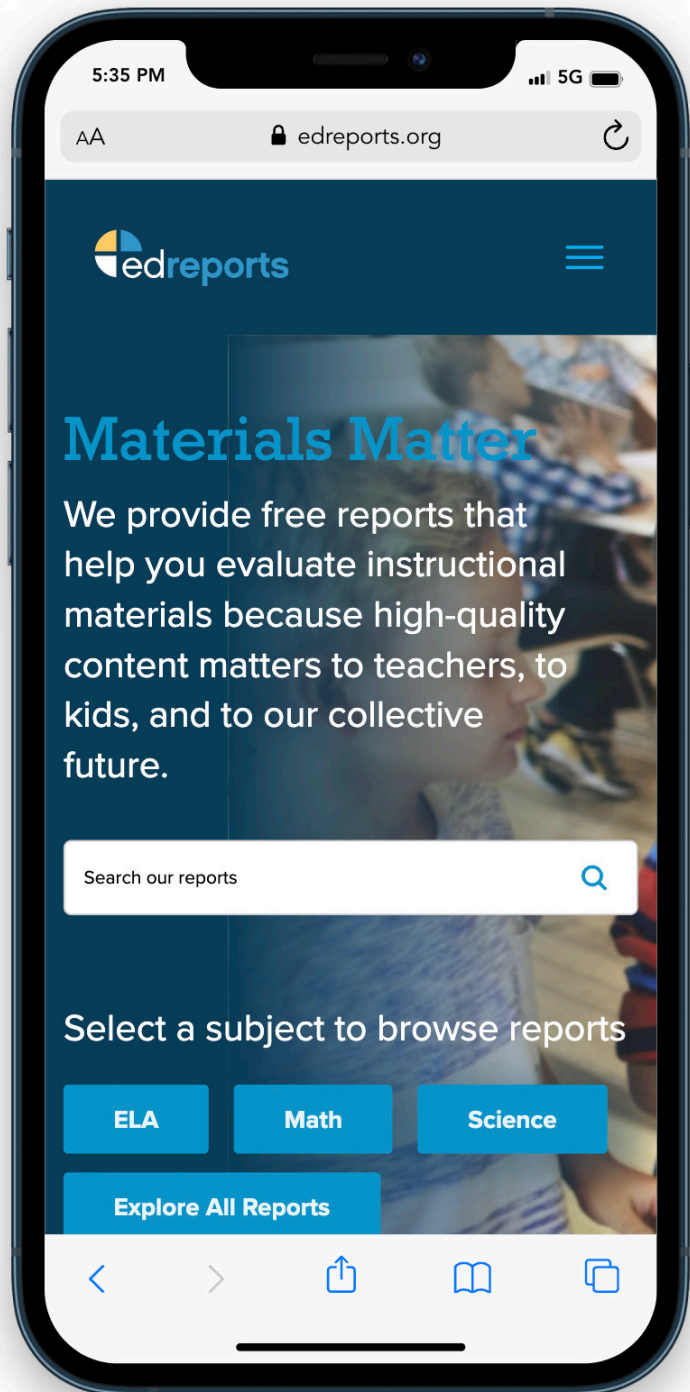 5:35 PM
5G
AA
edreports.org
edreports
Materials Matter
We provide free reports that
help you evaluate instructional
materials because high-quality
content matters to teachers, to
kids, and to our collective
future.
Search our reports
Select a subject to browse reports
ELA
Math
Science
Explore All Reports